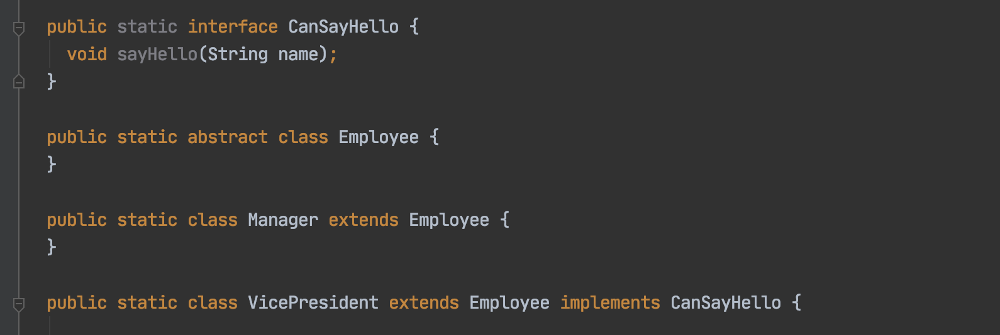 public static interface CanSayHello {
void sayHello(String name);
}
public static abstract class Employee {
}
public static class Manager extends Employee {
}
public static class VicePresident extends Employee implements CanSayHello {